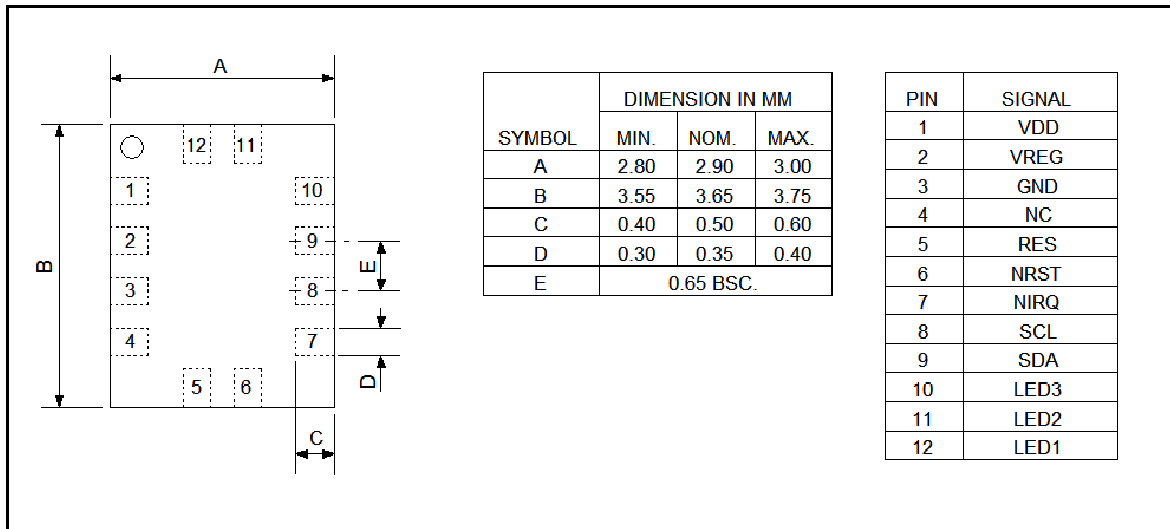 A
12 11
1 10
2 9
B E
3 8
4 7
D
5 6
C
DIMENSION IN MM
SYMBOL MIN. NOM. MAX.
A 2.80 2.90 3.00
B 3.55 3.65 3.75
C 0.40 0.50 0.60
D 0.30 0.35 0.40
E 0.65 BSC.
PIN SIGNAL
1 VDD
2 VREG
3 GND
4 NC
5 RES
6 NRST
7 NIRQ
8 SCL
9 SDA
10 LED3
11 LED2
12 LED1